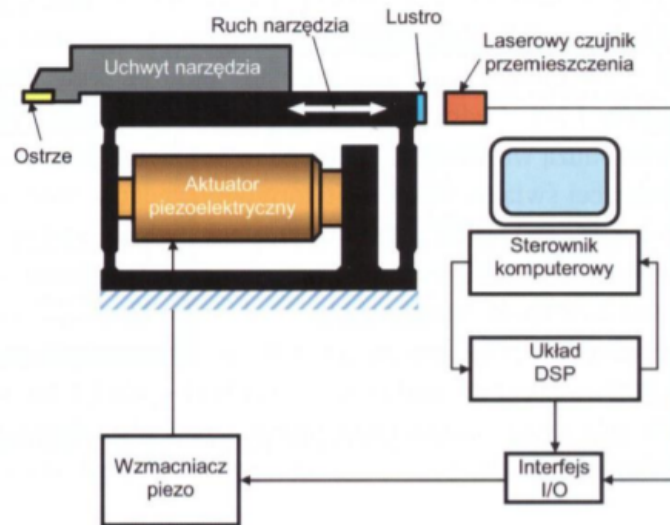 Ruch narzędzia
Lustro
Laserowy czujnik
przemieszczenia
Uchwyt narzędzia
Ostrze
Aktuator
piezoelektryczny
Sterownik
komputerowy
Układ
DSP
Wzmacniacz
piezo
Interfejs
I/O